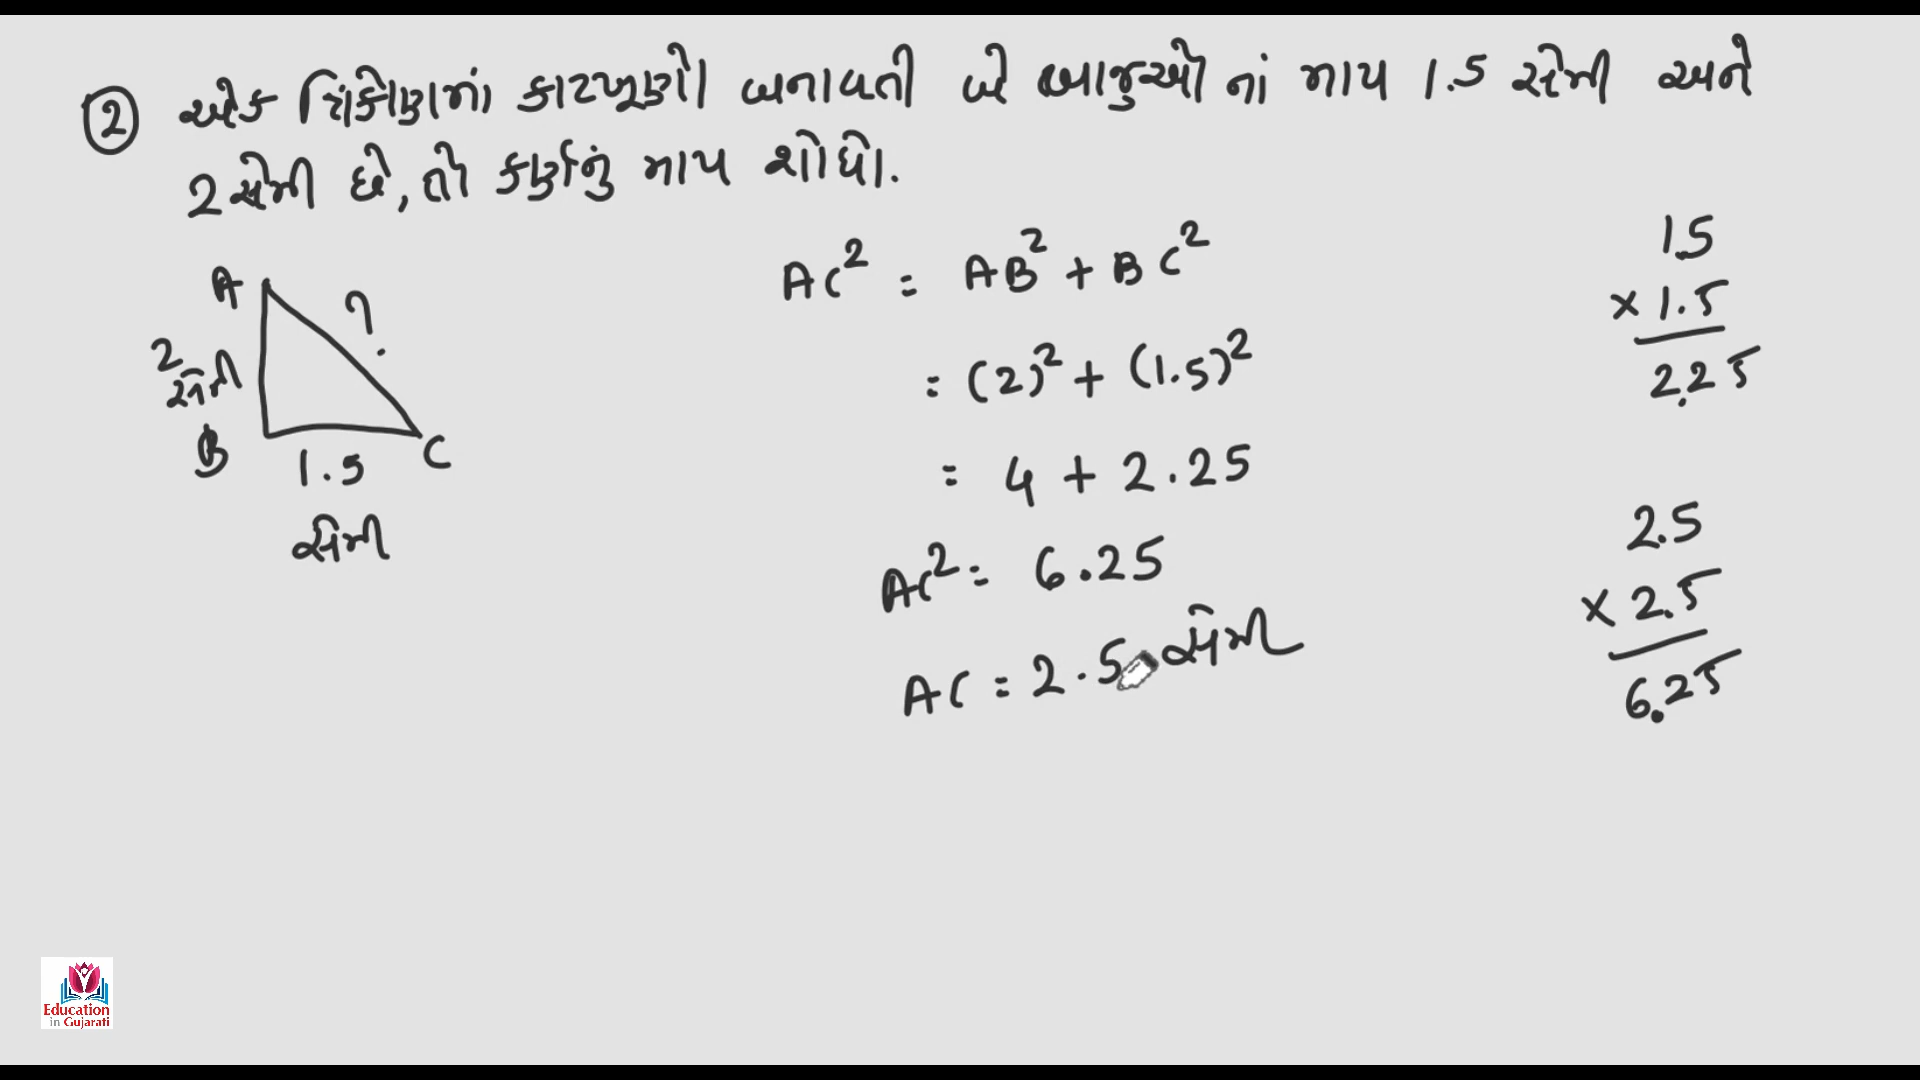 ② એક ત્રિકોણમાં કાટખૂણો બનાવતી બે બાજુઓ નાં માપ 1.5 સેમી અને
2 સેમી છે, તો કર્ણનું માપ શોધો.
A
?
2
સેમી
B
C
1.5
સેમી
AC² = AB² + BC²
= (2)² + (1.5)²
= 4 + 2.25
AC² = 6.25
AC = 2.5 સેમી
1.5
× 1.5
2.25
2.5
× 2.5
6.25
Education
in Gujarati